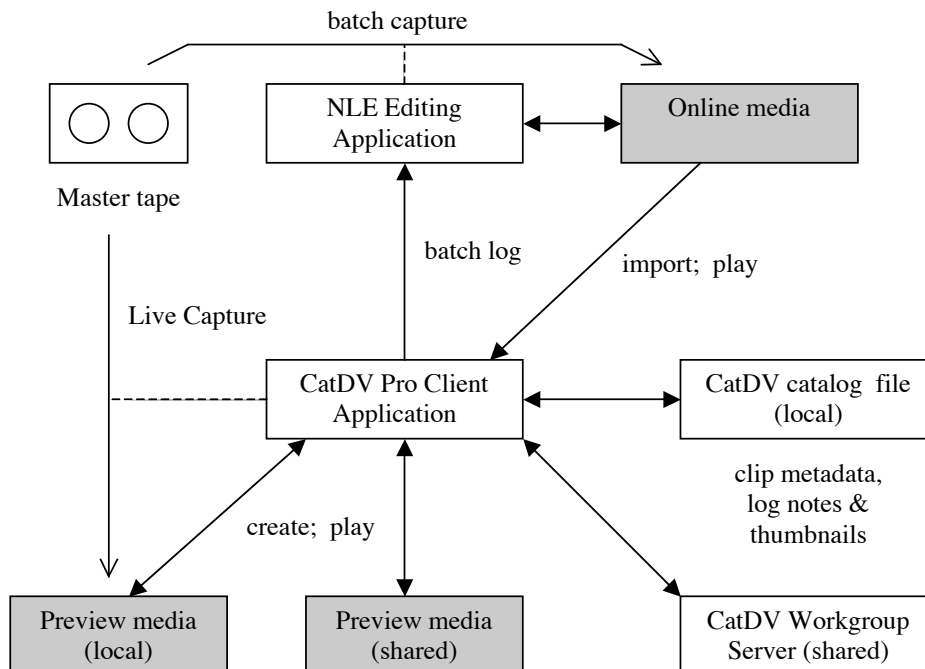 batch capture
NLE Editing
Application
Online media
Master tape
batch log
import; play
Live Capture
CatDV Pro Client
Application
CatDV catalog file
(local)
clip metadata,
log notes &
thumbnails
create; play
Preview media
(local)
Preview media
(shared)
CatDV Workgroup
Server (shared)